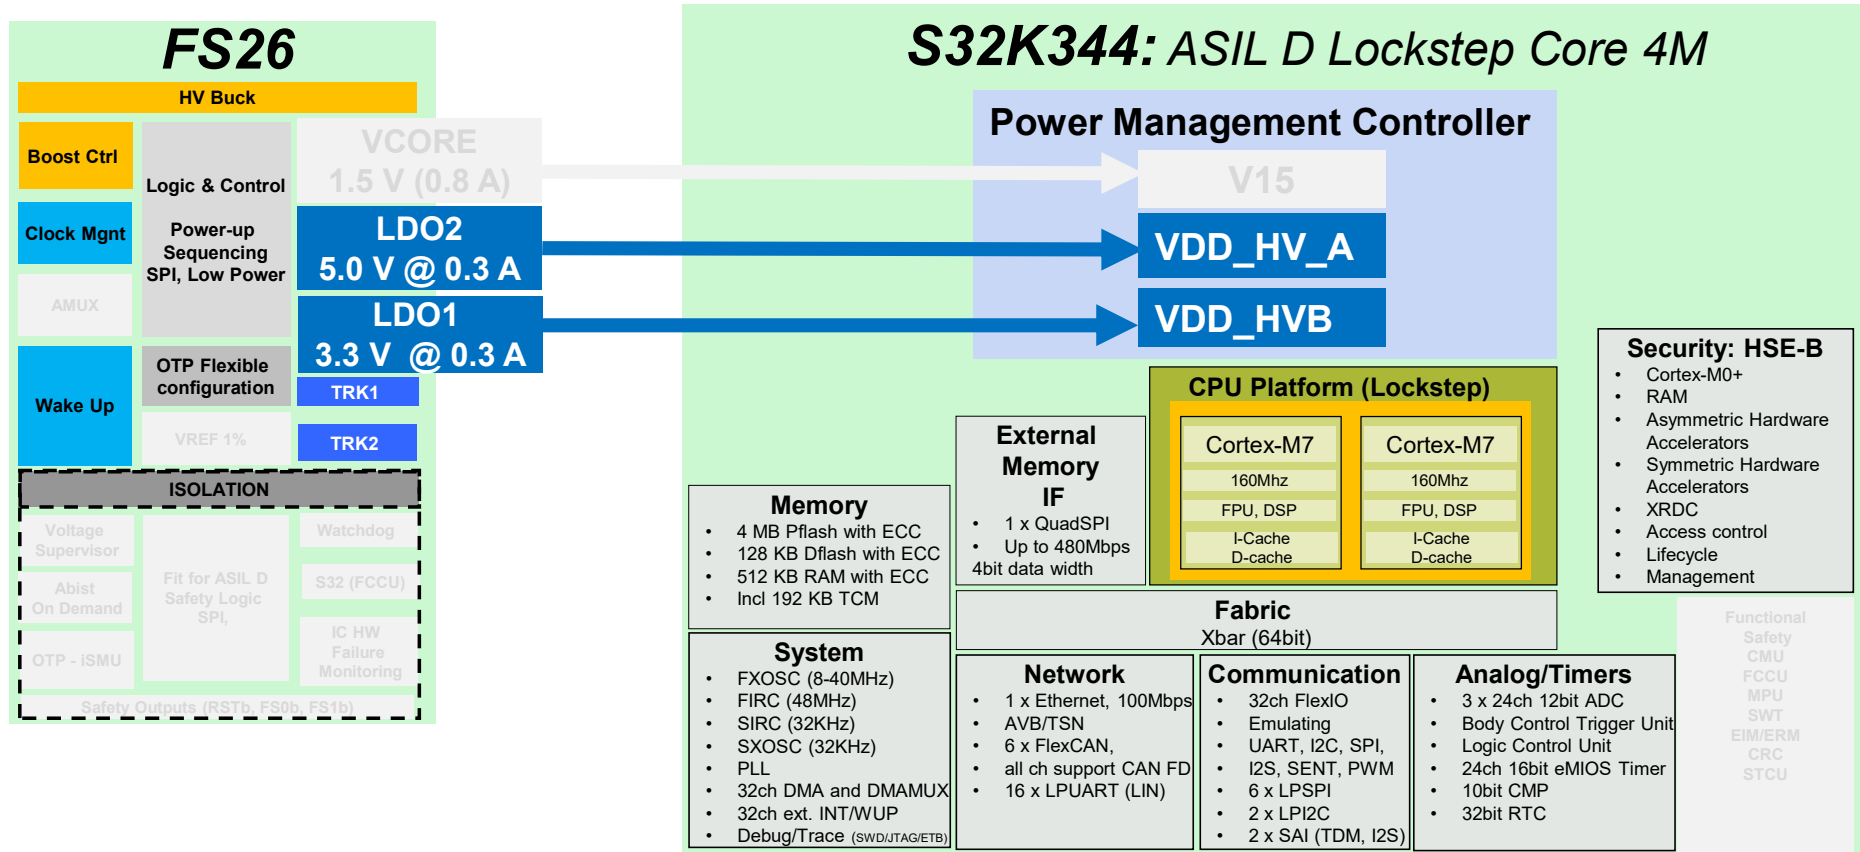 FS26
HV Buck
Boost Ctrl
Clock Mgnt
AMUX
Wake Up
Logic & Control
Power-up
Sequencing
SPI, Low Power
OTP Flexible
configuration
VREF 1%
VCORE
1.5 V (0.8 A)
LDO2
5.0 V @ 0.3 A
LDO1
3.3 V @ 0.3 A
TRK1
TRK2
ISOLATION
Voltage
Supervisor
Abist
On Demand
OTP - iSMU
Fit for ASIL D
Safety Logic
SPI,
Watchdog
S32 (FCCU)
IC HW
Failure
Monitoring
Safety Outputs (RSTb, FS0b, FS1b)
S32K344: ASIL D Lockstep Core 4M
Power Management Controller
V15
VDD_HV_A
VDD_HVB
CPU Platform (Lockstep)
Cortex-M7
160Mhz
FPU, DSP
I-Cache
D-cache
Cortex-M7
160Mhz
FPU, DSP
I-Cache
D-cache
Security: HSE-B
• Cortex-M0+
• RAM
• Asymmetric Hardware
Accelerators
• Symmetric Hardware
Accelerators
• XRDC
• Access control
• Lifecycle
• Management
External
Memory
IF
• 1 x QuadSPI
• Up to 480Mbps
4bit data width
Memory
• 4 MB Pflash with ECC
• 128 KB Dflash with ECC
• 512 KB RAM with ECC
• Incl 192 KB TCM
Fabric
Xbar (64bit)
System
• FXOSC (8-40MHz)
• FIRC (48MHz)
• SIRC (32KHz)
• SXOSC (32KHz)
• PLL
• 32ch DMA and DMAMUX
• 32ch ext. INT/WUP
• Debug/Trace (SWD/JTAG/ETB)
Network
• 1 x Ethernet, 100Mbps
• AVB/TSN
• 6 x FlexCAN,
• all ch support CAN FD
• 16 x LPUART (LIN)
Communication
• 32ch FlexIO
• Emulating
• UART, I2C, SPI,
• I2S, SENT, PWM
• 6 x LPSPI
• 2 x LPI2C
• 2 x SAI (TDM, I2S)
Analog/Timers
• 3 x 24ch 12bit ADC
• Body Control Trigger Unit
• Logic Control Unit
• 24ch 16bit eMIOS Timer
• 10bit CMP
• 32bit RTC
Functional
Safety
CMU
FCCU
MPU
SWT
EIM/ERM
CRC
STCU